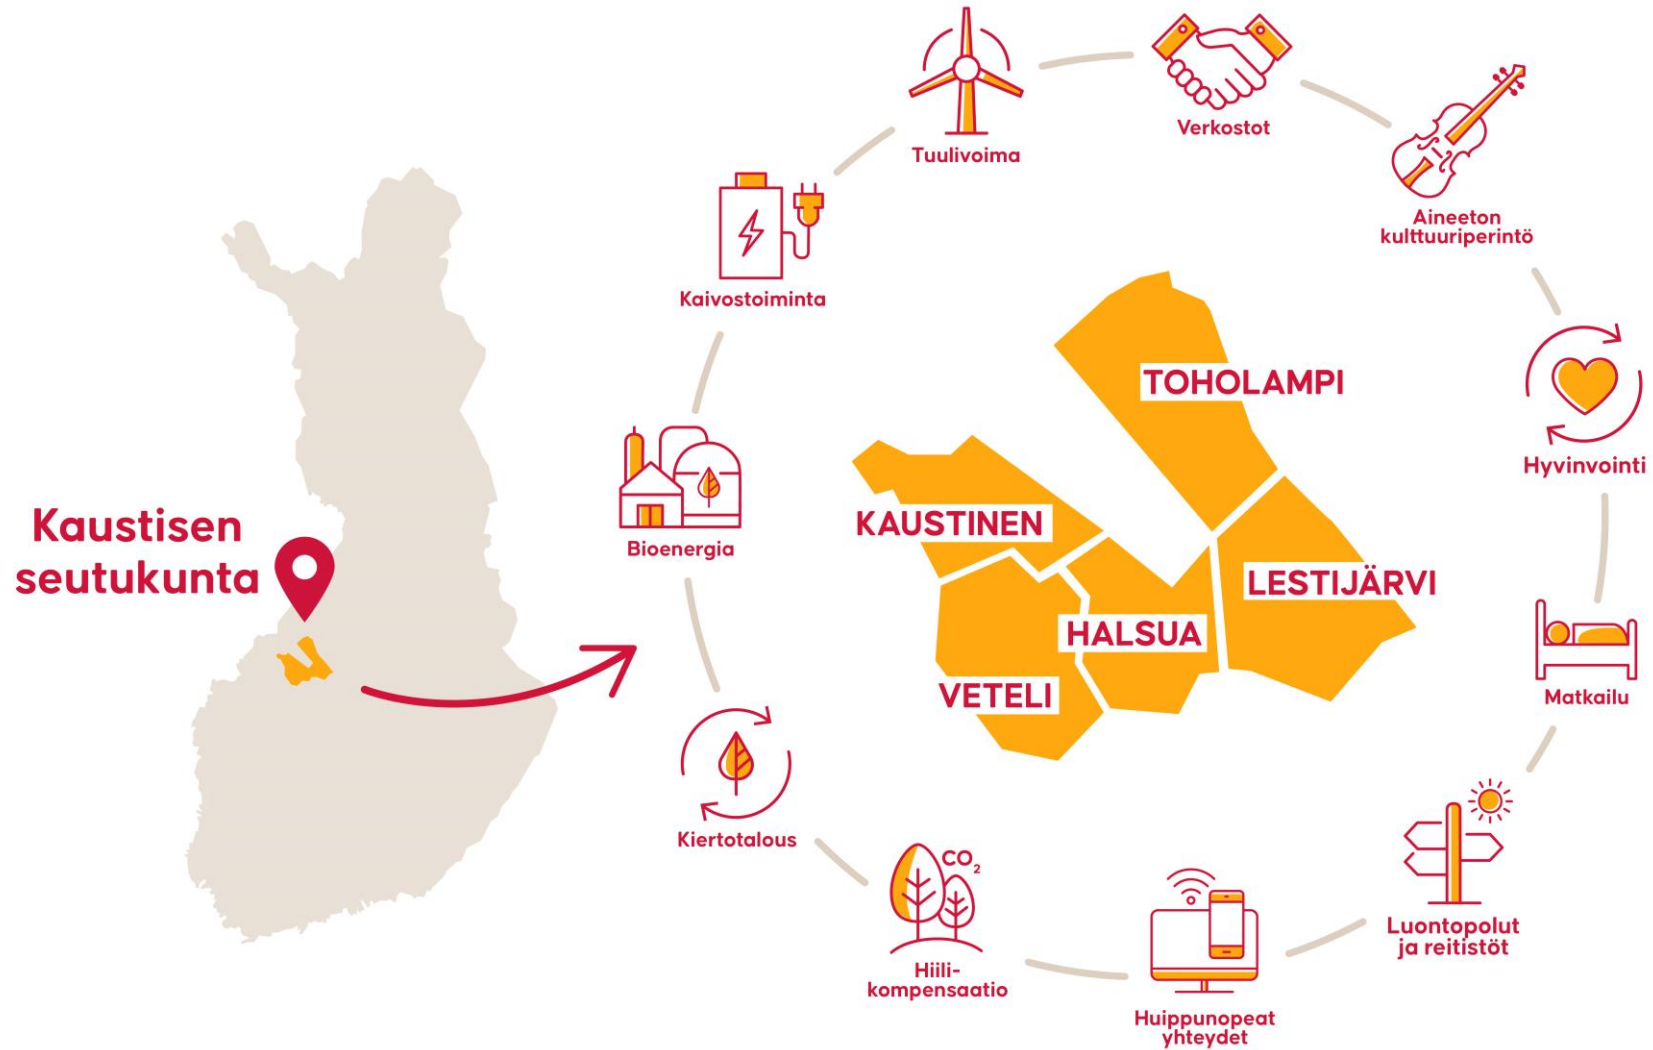 Kaustisen
seutukunta
Tuulivoima
Verkostot
Aineeton
kulttuuriperintö
Hyvinvointi
Matkailu
Luontopolut
ja reitistöt
Huippunopeat
yhteydet
CO₂
Hiili-
kompensaatio
Kiertotalous
Bioenergia
Kaivostoiminta
TOHOLAMPI
KAUSTINEN
LESTIJÄRVI
HALSUA
VETELI